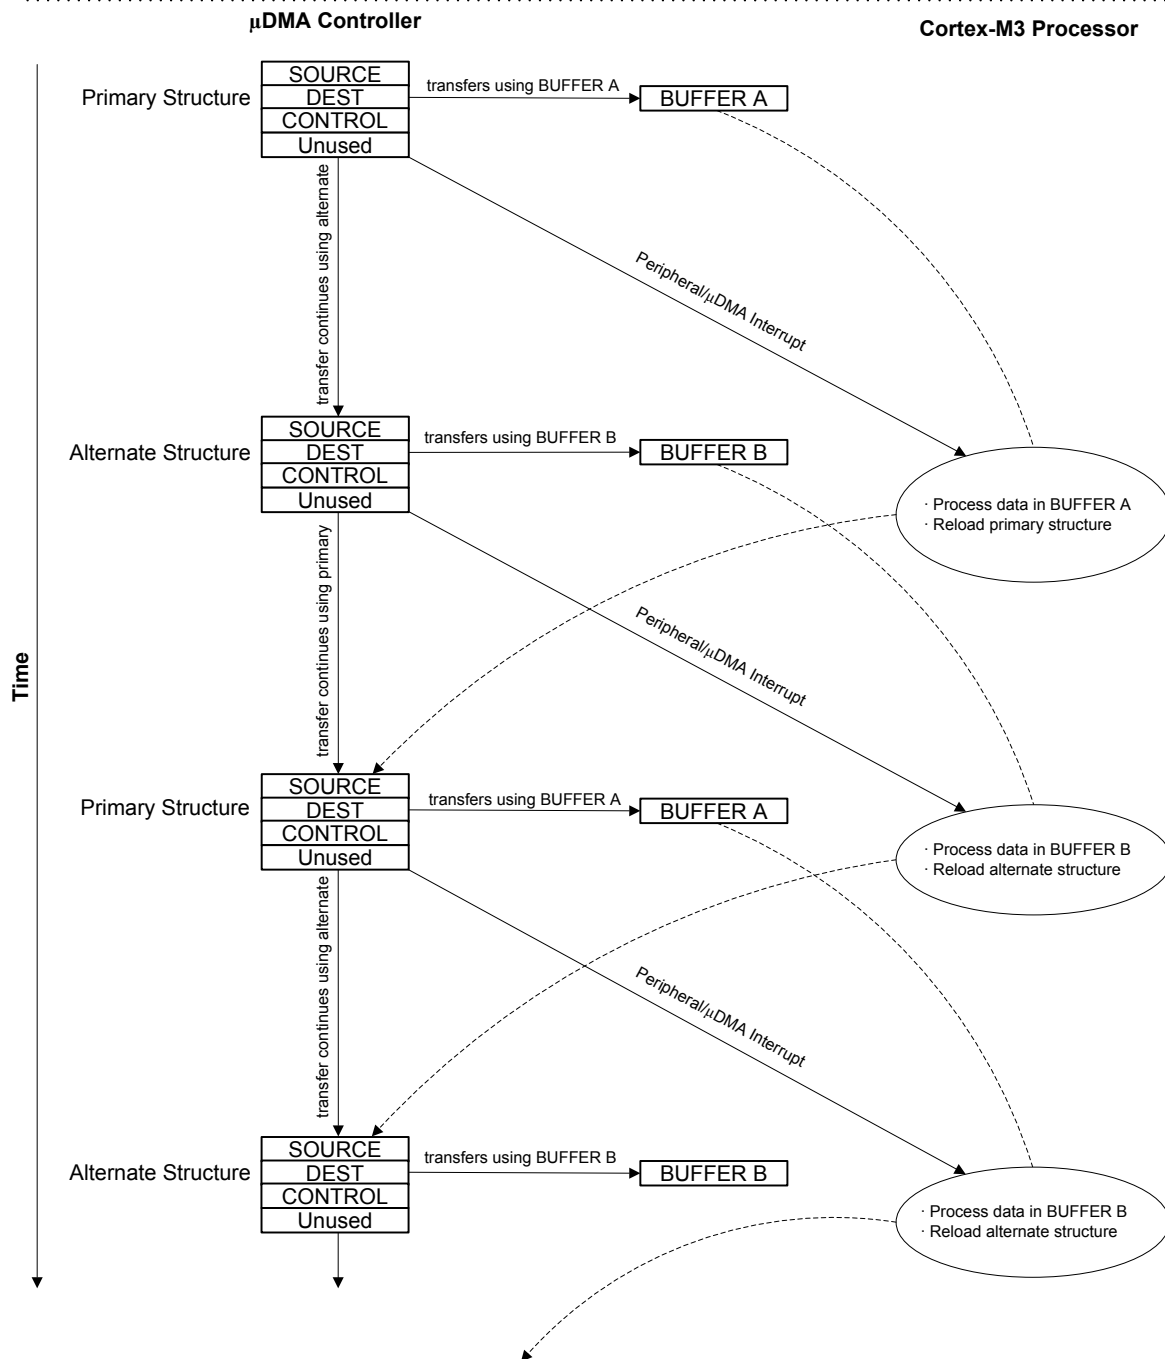 µDMA Controller
Cortex-M3 Processor
Primary Structure
SOURCE
DEST
CONTROL
Unused
transfers using BUFFER A
BUFFER A
transfer continues using alternate
Peripheral/µDMA Interrupt
Alternate Structure
SOURCE
DEST
CONTROL
Unused
transfers using BUFFER B
BUFFER B
· Process data in BUFFER A
· Reload primary structure
transfer continues using primary
Peripheral/µDMA Interrupt
Time
Primary Structure
SOURCE
DEST
CONTROL
Unused
transfers using BUFFER A
BUFFER A
· Process data in BUFFER B
· Reload alternate structure
transfer continues using alternate
Peripheral/µDMA Interrupt
Alternate Structure
SOURCE
DEST
CONTROL
Unused
transfers using BUFFER B
BUFFER B
· Process data in BUFFER B
· Reload alternate structure